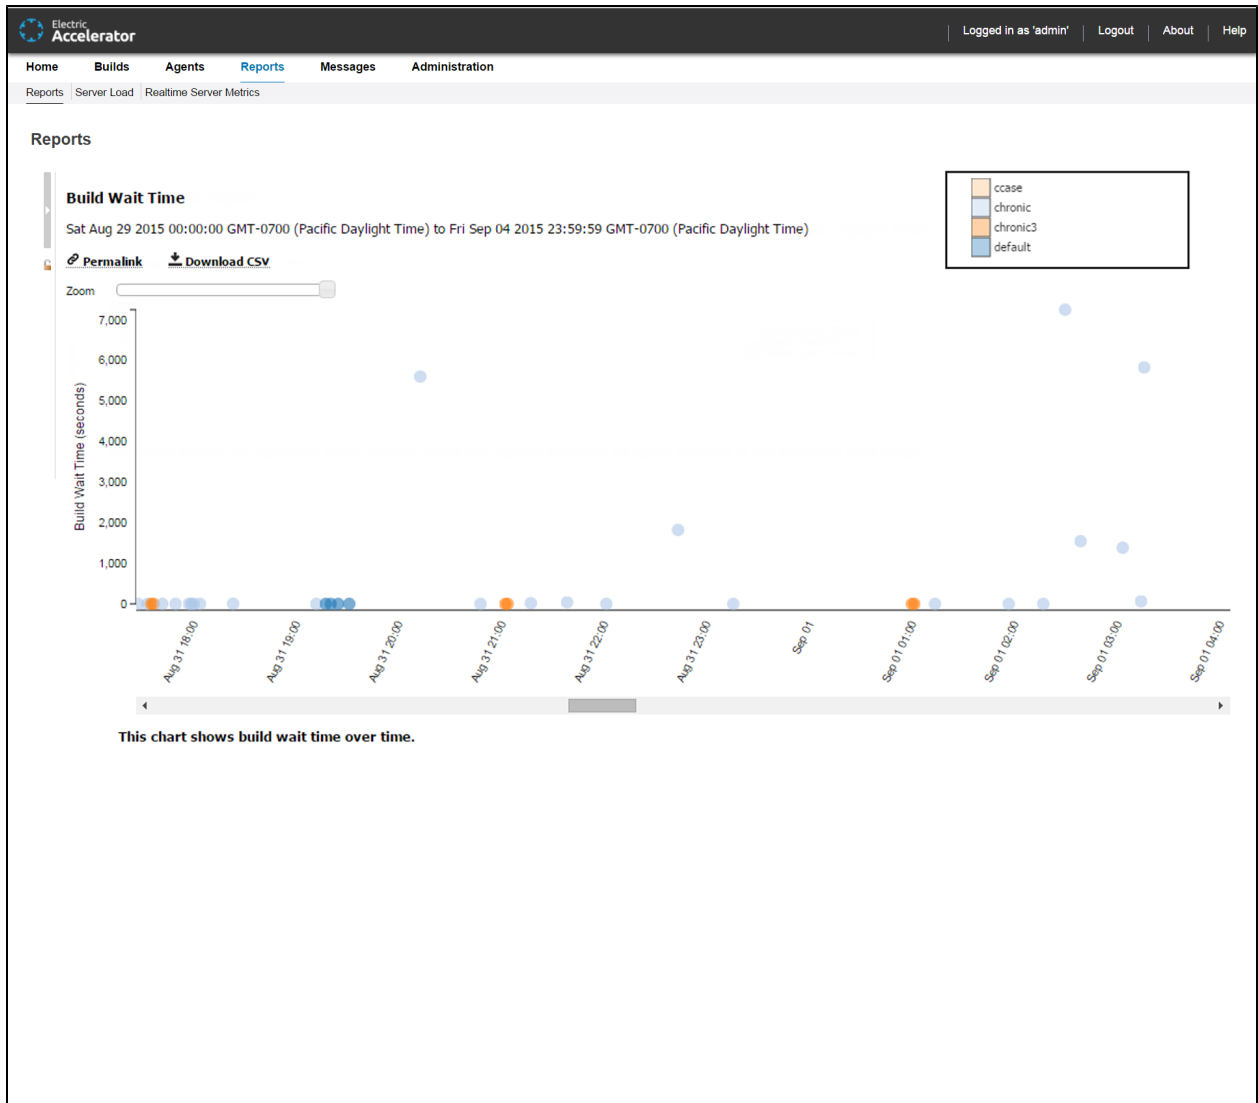 Electric
Accelerator
Logged in as 'admin' Logout About Help
Home Builds Agents Reports Messages Administration
Reports Server Load Realtime Server Metrics
Reports
Build Wait Time
Sat Aug 29 2015 00:00:00 GMT-0700 (Pacific Daylight Time) to Fri Sep 04 2015 23:59:59 GMT-0700 (Pacific Daylight Time)
ccase
chronic
chronic3
default
Permalink Download CSV
Zoom
Build Wait Time (seconds)
7,000
6,000
5,000
4,000
3,000
2,000
1,000
0
Aug 31 18:00
Aug 31 19:00
Aug 31 20:00
Aug 31 21:00
Aug 31 22:00
Aug 31 23:00
Sep 01
Sep 01 01:00
Sep 01 02:00
Sep 01 03:00
Sep 01 04:00
This chart shows build wait time over time.